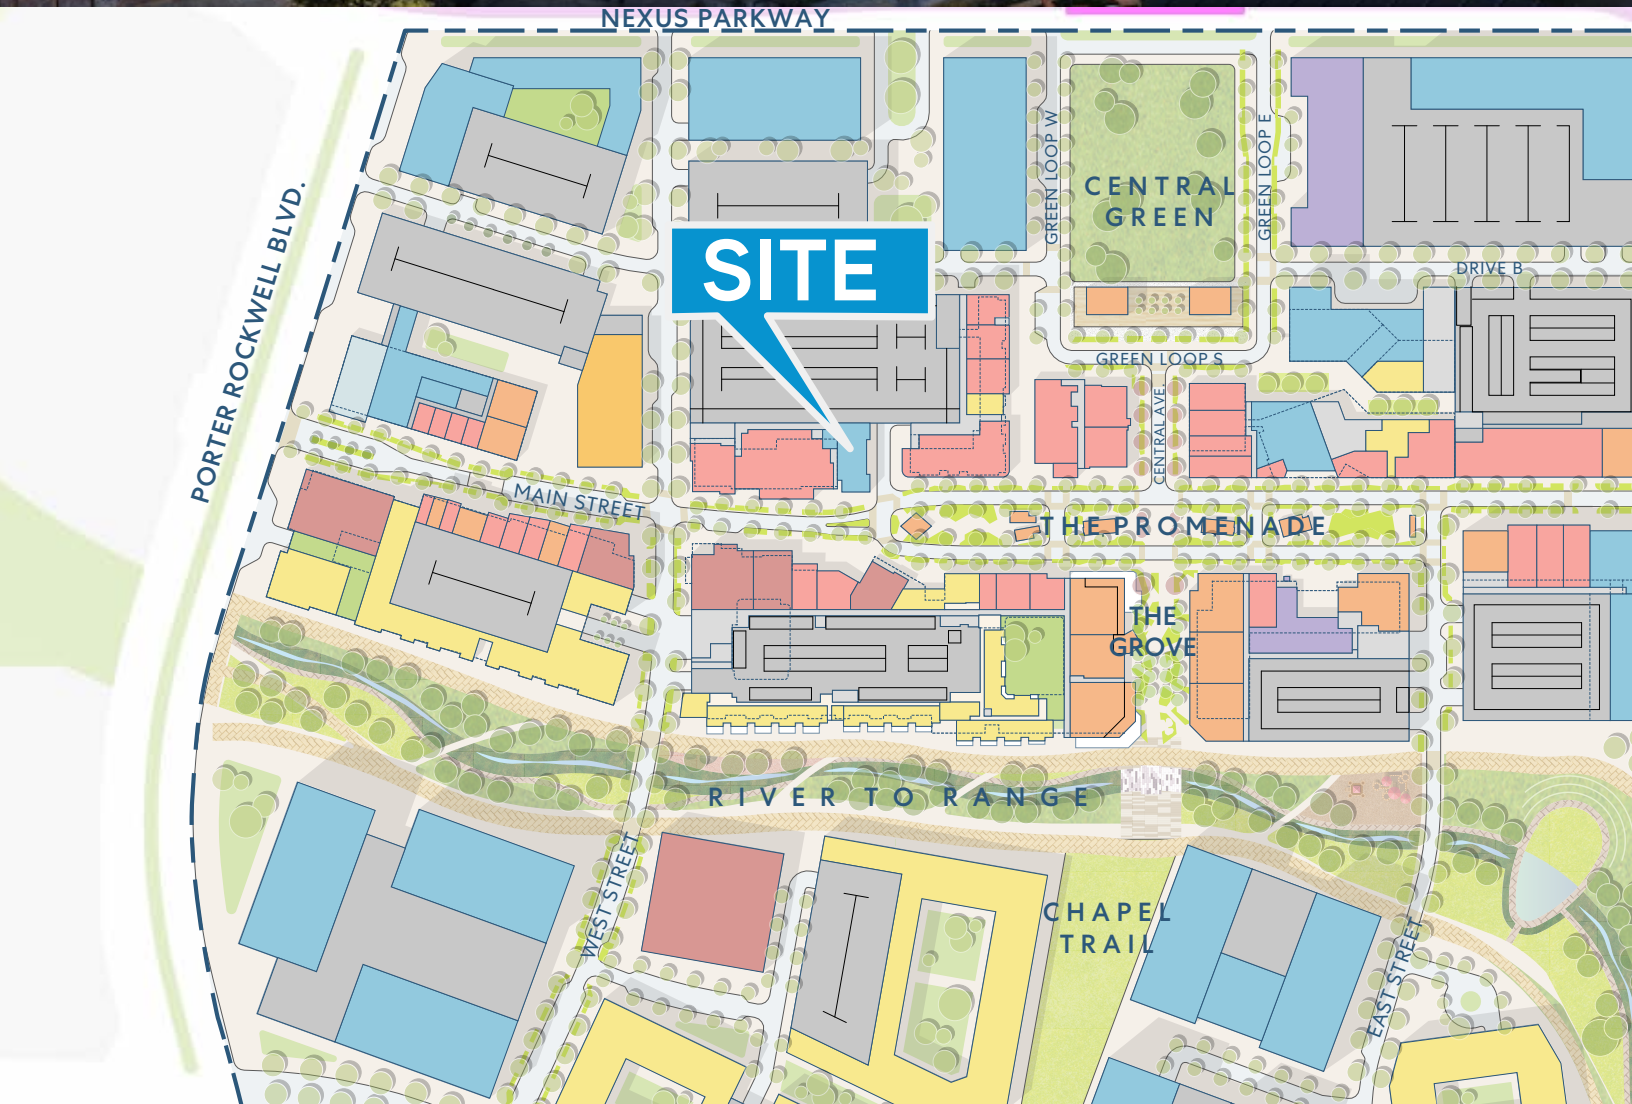 NEXUS PARKWAY
PORTER ROCKWELL BLVD.
SITE
GREEN LOOP W
CENTRAL
GREEN
GREEN LOOP E
DRIVE B
GREEN LOOP S
CENTRAL AVE.
MAIN STREET
THE PROMENADE
THE
GROVE
RIVER TO RANGE
WEST STREET
CHAPEL
TRAIL
EAST STREET